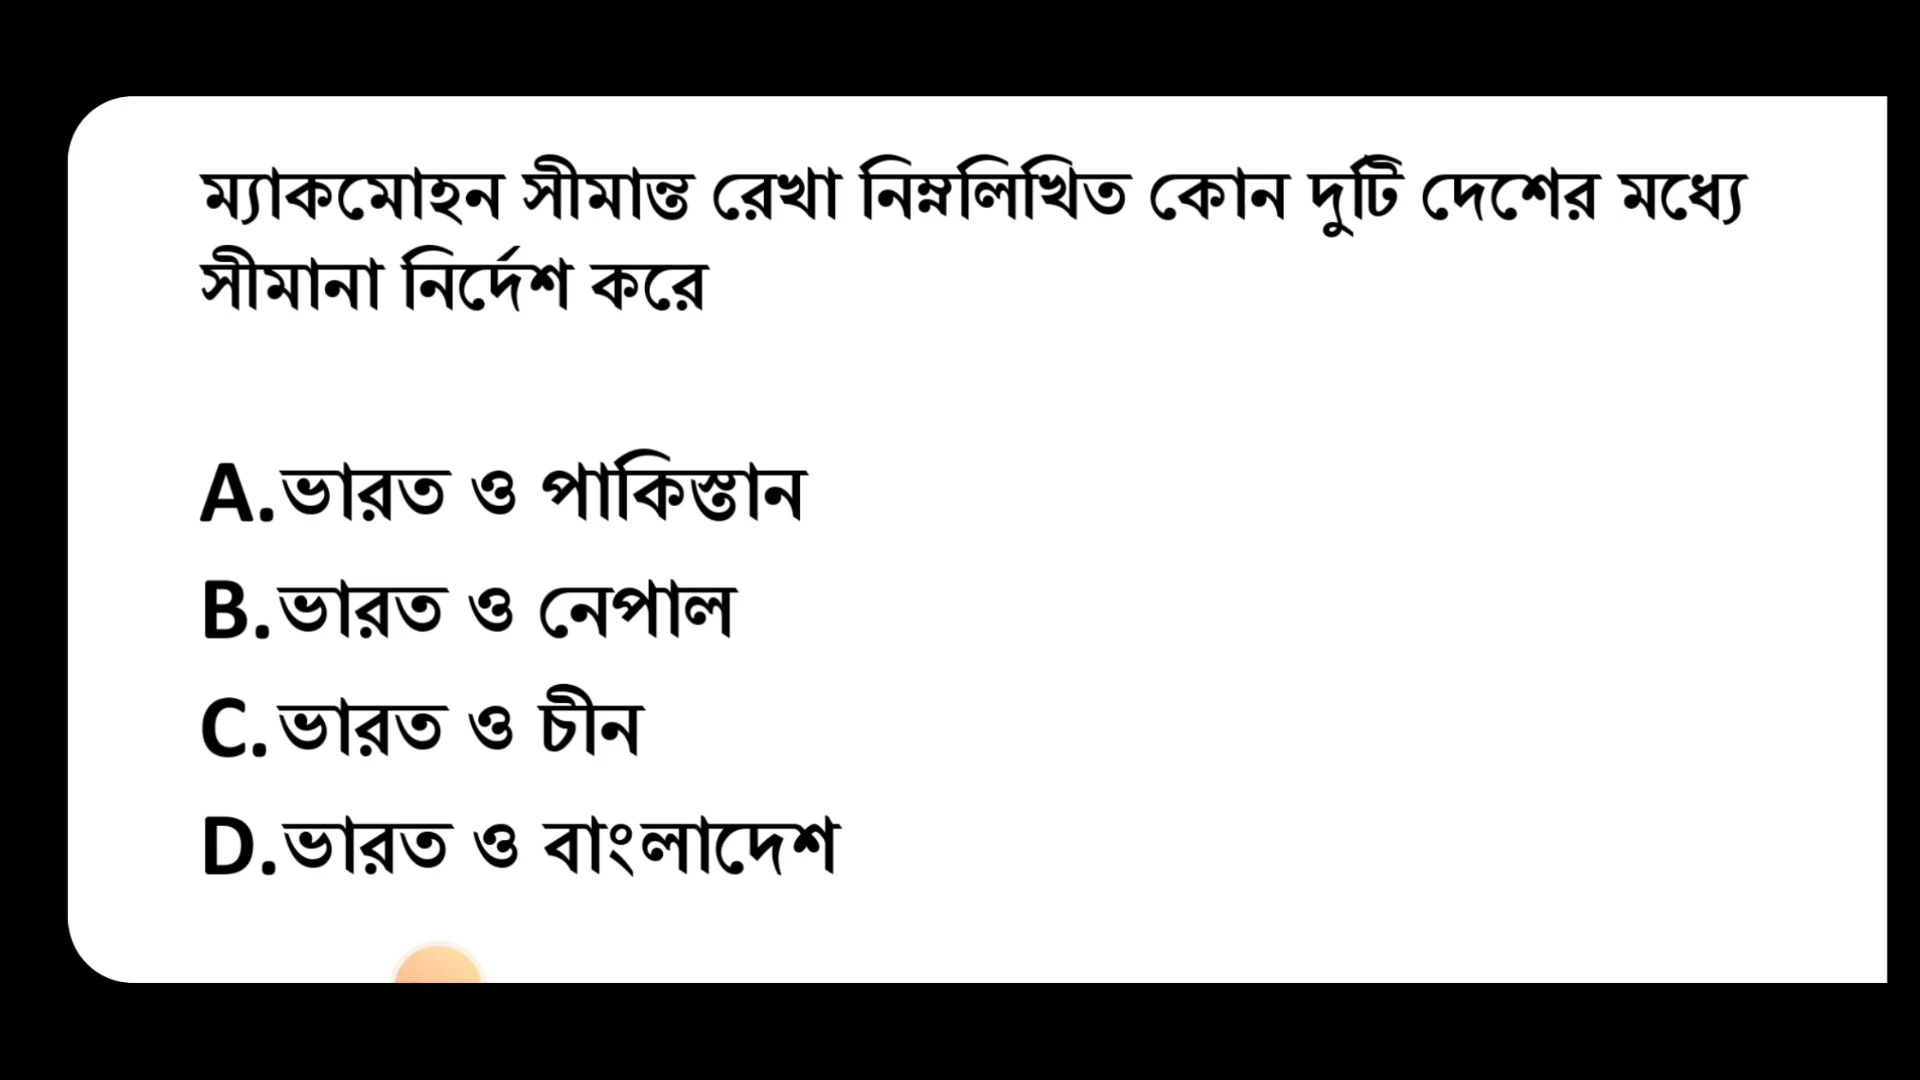 ম্যাকমোহন সীমান্ত রেখা নিম্নলিখিত কোন দুটি দেশের মধ্যে
সীমানা নির্দেশ করে
A.ভারত ও পাকিস্তান
B.ভারত ও নেপাল
C.ভারত ও চীন
D.ভারত ও বাংলাদেশ